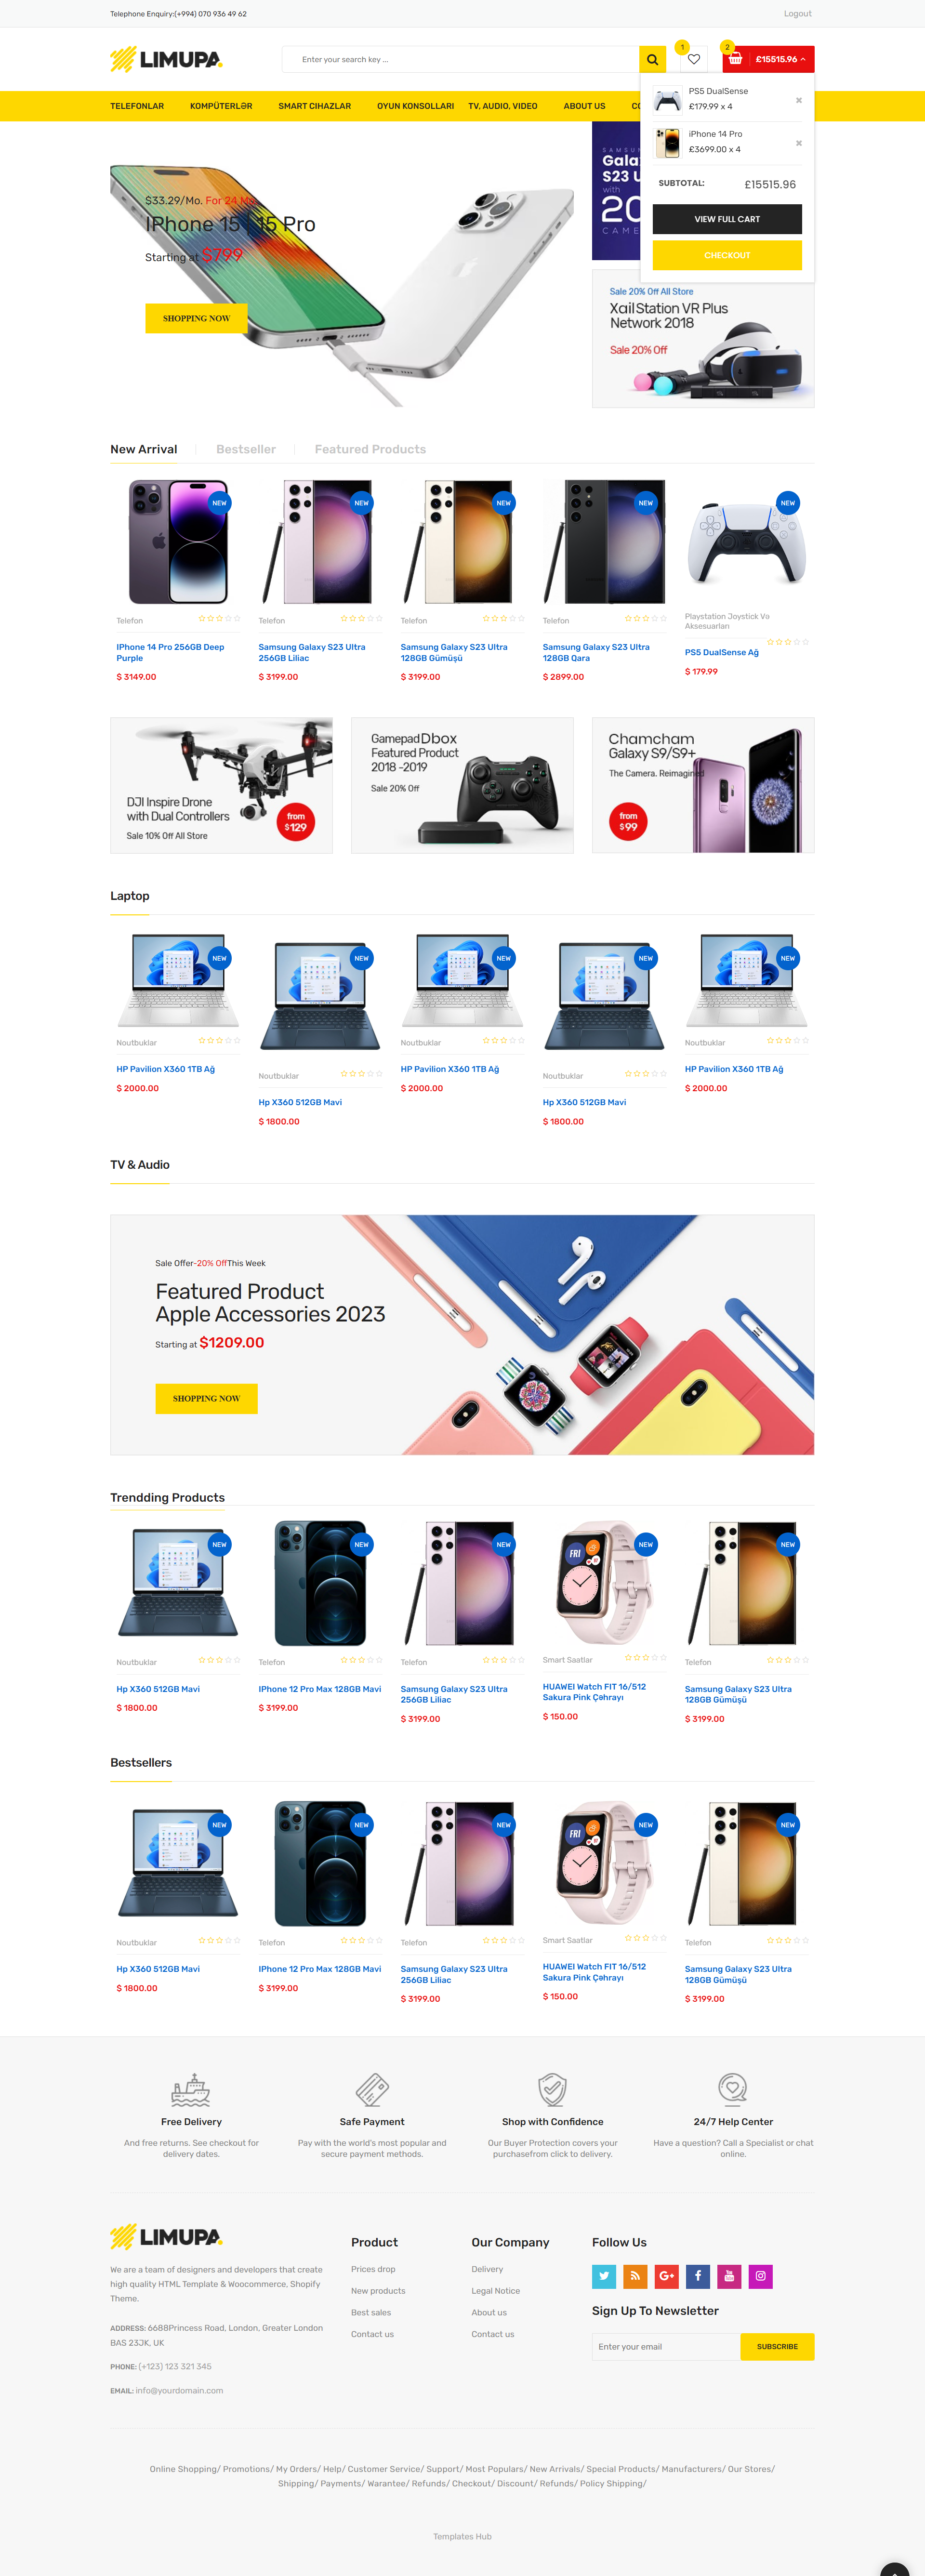 Telephone Enquiry:(+994) 070 936 49 62
Logout
LIMUPA.
Enter your search key ...
1
2
£15515.96
TELEFONLAR
KOMPÜTERLƏR
SMART CIHAZLAR
OYUN KONSOLLARI
TV, AUDIO, VIDEO
ABOUT US
PS5 DualSense
£179.99 x 4
iPhone 14 Pro
£3699.00 x 4
SUBTOTAL:
£15515.96
VIEW FULL CART
CHECKOUT
$33.29/Mo. For 24 Mo.
IPhone 15 / 15 Pro
Starting at $799
SHOPPING NOW
S23 U
with
Sale 20% Off All Store
XailStation VR Plus
Network 2018
Sale 20% Off
New Arrival
Bestseller
Featured Products
NEW
NEW
NEW
NEW
NEW
Telefon
Telefon
Telefon
Telefon
Playstation Joystick Və
Aksesuarları
IPhone 14 Pro 256GB Deep
Purple
$ 3149.00
Samsung Galaxy S23 Ultra
256GB Liliac
$ 3199.00
Samsung Galaxy S23 Ultra
128GB Gümüşü
$ 3199.00
Samsung Galaxy S23 Ultra
128GB Qara
$ 2899.00
PS5 DualSense Ağ
$ 179.99
DJI Inspire Drone
with Dual Controllers
Sale 10% Off All Store
from
$129
Gamepad Dbox
Featured Product
2018 -2019
Sale 20% Off
Chamcham
Galaxy S9/S9+
The Camera. Reimagined
from
$99
Laptop
NEW
NEW
NEW
NEW
NEW
Noutbuklar
HP Pavilion X360 1TB Ağ
$ 2000.00
Noutbuklar
Hp X360 512GB Mavi
$ 1800.00
Noutbuklar
HP Pavilion X360 1TB Ağ
$ 2000.00
Noutbuklar
Hp X360 512GB Mavi
$ 1800.00
Noutbuklar
HP Pavilion X360 1TB Ağ
$ 2000.00
TV & Audio
Sale Offer-20% OffThis Week
Featured Product
Apple Accessories 2023
Starting at $1209.00
SHOPPING NOW
Trendding Products
NEW
NEW
NEW
NEW
NEW
Noutbuklar
Hp X360 512GB Mavi
$ 1800.00
Telefon
IPhone 12 Pro Max 128GB Mavi
$ 3199.00
Telefon
Samsung Galaxy S23 Ultra
256GB Liliac
$ 3199.00
Smart Saatlar
HUAWEI Watch FIT 16/512
Sakura Pink Çəhrayı
$ 150.00
Telefon
Samsung Galaxy S23 Ultra
128GB Gümüşü
$ 3199.00
Bestsellers
NEW
NEW
NEW
NEW
NEW
Noutbuklar
Hp X360 512GB Mavi
$ 1800.00
Telefon
IPhone 12 Pro Max 128GB Mavi
$ 3199.00
Telefon
Samsung Galaxy S23 Ultra
256GB Liliac
$ 3199.00
Smart Saatlar
HUAWEI Watch FIT 16/512
Sakura Pink Çəhrayı
$ 150.00
Telefon
Samsung Galaxy S23 Ultra
128GB Gümüşü
$ 3199.00
Free Delivery
And free returns. See checkout for
delivery dates.
Safe Payment
Pay with the world's most popular and
secure payment methods.
Shop with Confidence
Our Buyer Protection covers your
purchasefrom click to delivery.
24/7 Help Center
Have a question? Call a Specialist or chat
online.
LIMUPA.
We are a team of designers and developers that create
high quality HTML Template & Woocommerce, Shopify
Theme.
ADDRESS: 6688Princess Road, London, Greater London
BAS 23JK, UK
PHONE: (+123) 123 321 345
EMAIL: info@yourdomain.com
Product
Prices drop
New products
Best sales
Contact us
Our Company
Delivery
Legal Notice
About us
Contact us
Follow Us
Sign Up To Newsletter
Enter your email
SUBSCRIBE
Online Shopping/ Promotions/ My Orders/ Help/ Customer Service/ Support/ Most Populars/ New Arrivals/ Special Products/ Manufacturers/ Our Stores/
Shipping/ Payments/ Warantee/ Refunds/ Checkout/ Discount/ Refunds/ Policy Shipping/
Templates Hub